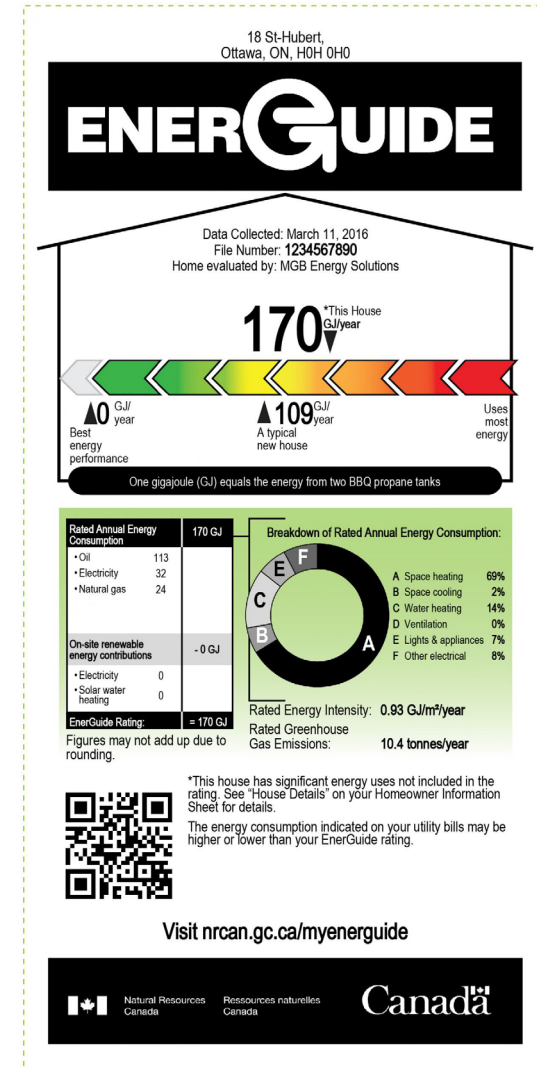 18 St-Hubert,
Ottawa, ON, H0H 0H0
ENERGUIDE
Data Collected: March 11, 2016
File Number: 1234567890
Home evaluated by: MGB Energy Solutions
170
*This House
GJ/year
0 GJ/
year
Best
energy
performance
109 GJ/
year
A typical
new house
Uses
most
energy
One gigajoule (GJ) equals the energy from two BBQ propane tanks
Rated Annual Energy
Consumption
170 GJ
• Oil 113
• Electricity 32
• Natural gas 24
On-site renewable
energy contributions
- 0 GJ
• Electricity 0
• Solar water
heating 0
EnerGuide Rating: = 170 GJ
Figures may not add up due to
rounding.
Breakdown of Rated Annual Energy Consumption:
A
B
C
E
F
A Space heating 69%
B Space cooling 2%
C Water heating 14%
D Ventilation 0%
E Lights & appliances 7%
F Other electrical 8%
Rated Energy Intensity: 0.93 GJ/m²/year
Rated Greenhouse
Gas Emissions: 10.4 tonnes/year
*This house has significant energy uses not included in the
rating. See “House Details” on your Homeowner Information
Sheet for details.
The energy consumption indicated on your utility bills may be
higher or lower than your EnerGuide rating.
Visit nrcan.gc.ca/myenerguide
Natural Resources
Canada
Ressources naturelles
Canada
Canada